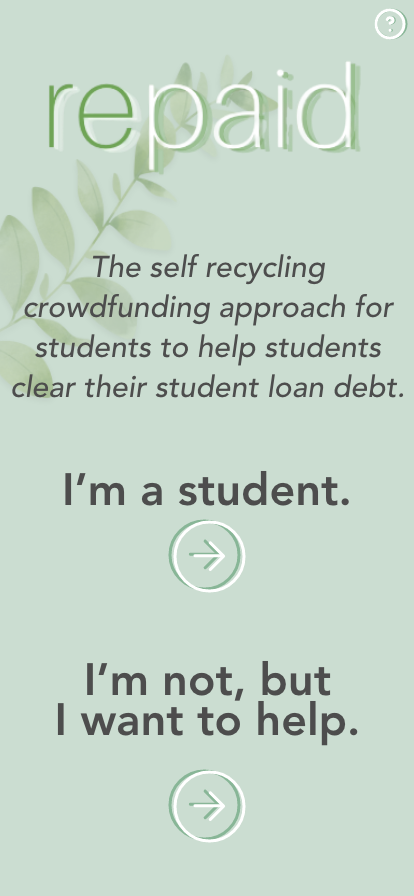 ?
repaid
The self recycling
crowdfunding approach for
students to help students
clear their student loan debt.
I’m a student.
I’m not, but
I want to help.